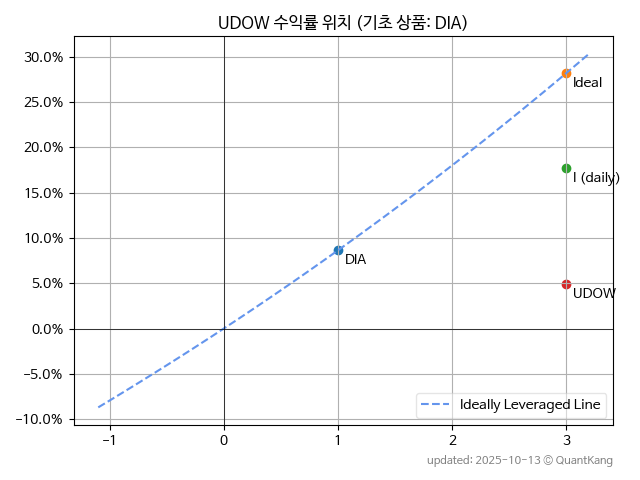 UDOW 수익률 위치 (기초 상품: DIA)
30.0%
25.0%
20.0%
15.0%
10.0%
5.0%
0.0%
−5.0%
−10.0%
Ideal
I (daily)
DIA
UDOW
Ideally Leveraged Line
−1
0
1
2
3
updated: 2025-10-13 © QuantKang